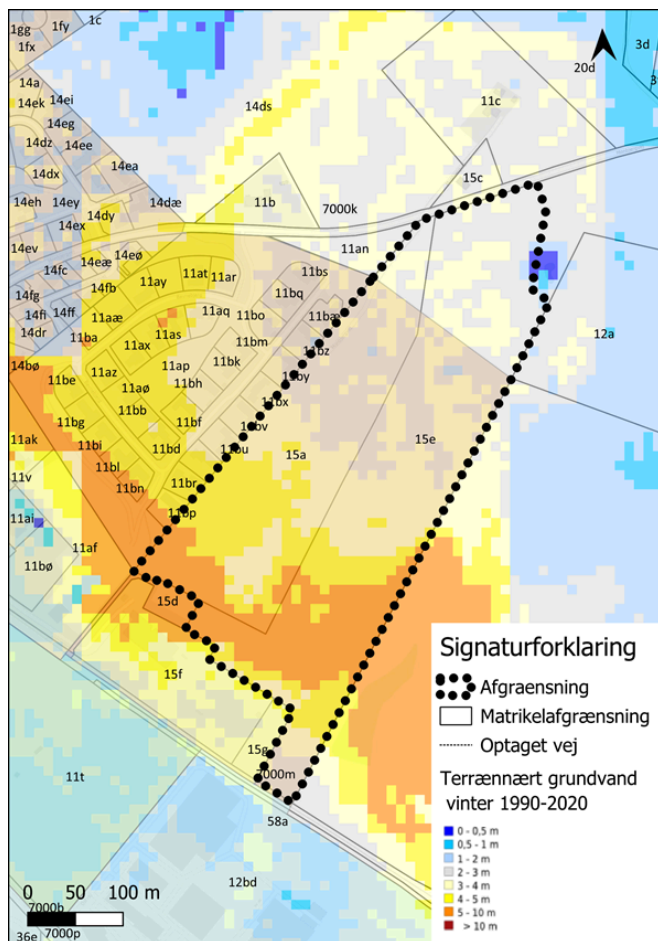 1gg
1fy
1c
1fx
3d
20d
3
14a
14ek
14ei
14ds
11c
14eg
14dz
14ee
14dx
14ea
15c
14eh
14ey
14dæ
11b
7000k
14dy
14ex
14ev
14eø
11an
14eæ
14fc
11at
11ar
11bs
14fg
14fb
11ay
11bq
14fl
14ff
11aæ
11aq
11bo
11bæ
12a
14dr
11ba
11as
11ax
11bm
11bz
14bø
11az
11ap
11bk
11be
11aø
11bh
11by
11bb
11bx
11bg
11bf
11bv
11ak
11bi
11bd
11bu
15a
15e
11v
11bl
11bn
11br
11ai
11bp
11af
11bø
15d
15f
15g
11t
7000m
58a
12bd
Signaturforklaring
Afgraensning
Matrikelafgrænsning
Optaget vej
Terrænnært grundvand
vinter 1990-2020
0 - 0,5 m
0,5 - 1 m
1 - 2 m
2 - 3 m
3 - 4 m
4 - 5 m
5 - 10 m
> 10 m
0 50 100 m
7000b
7000p
36e